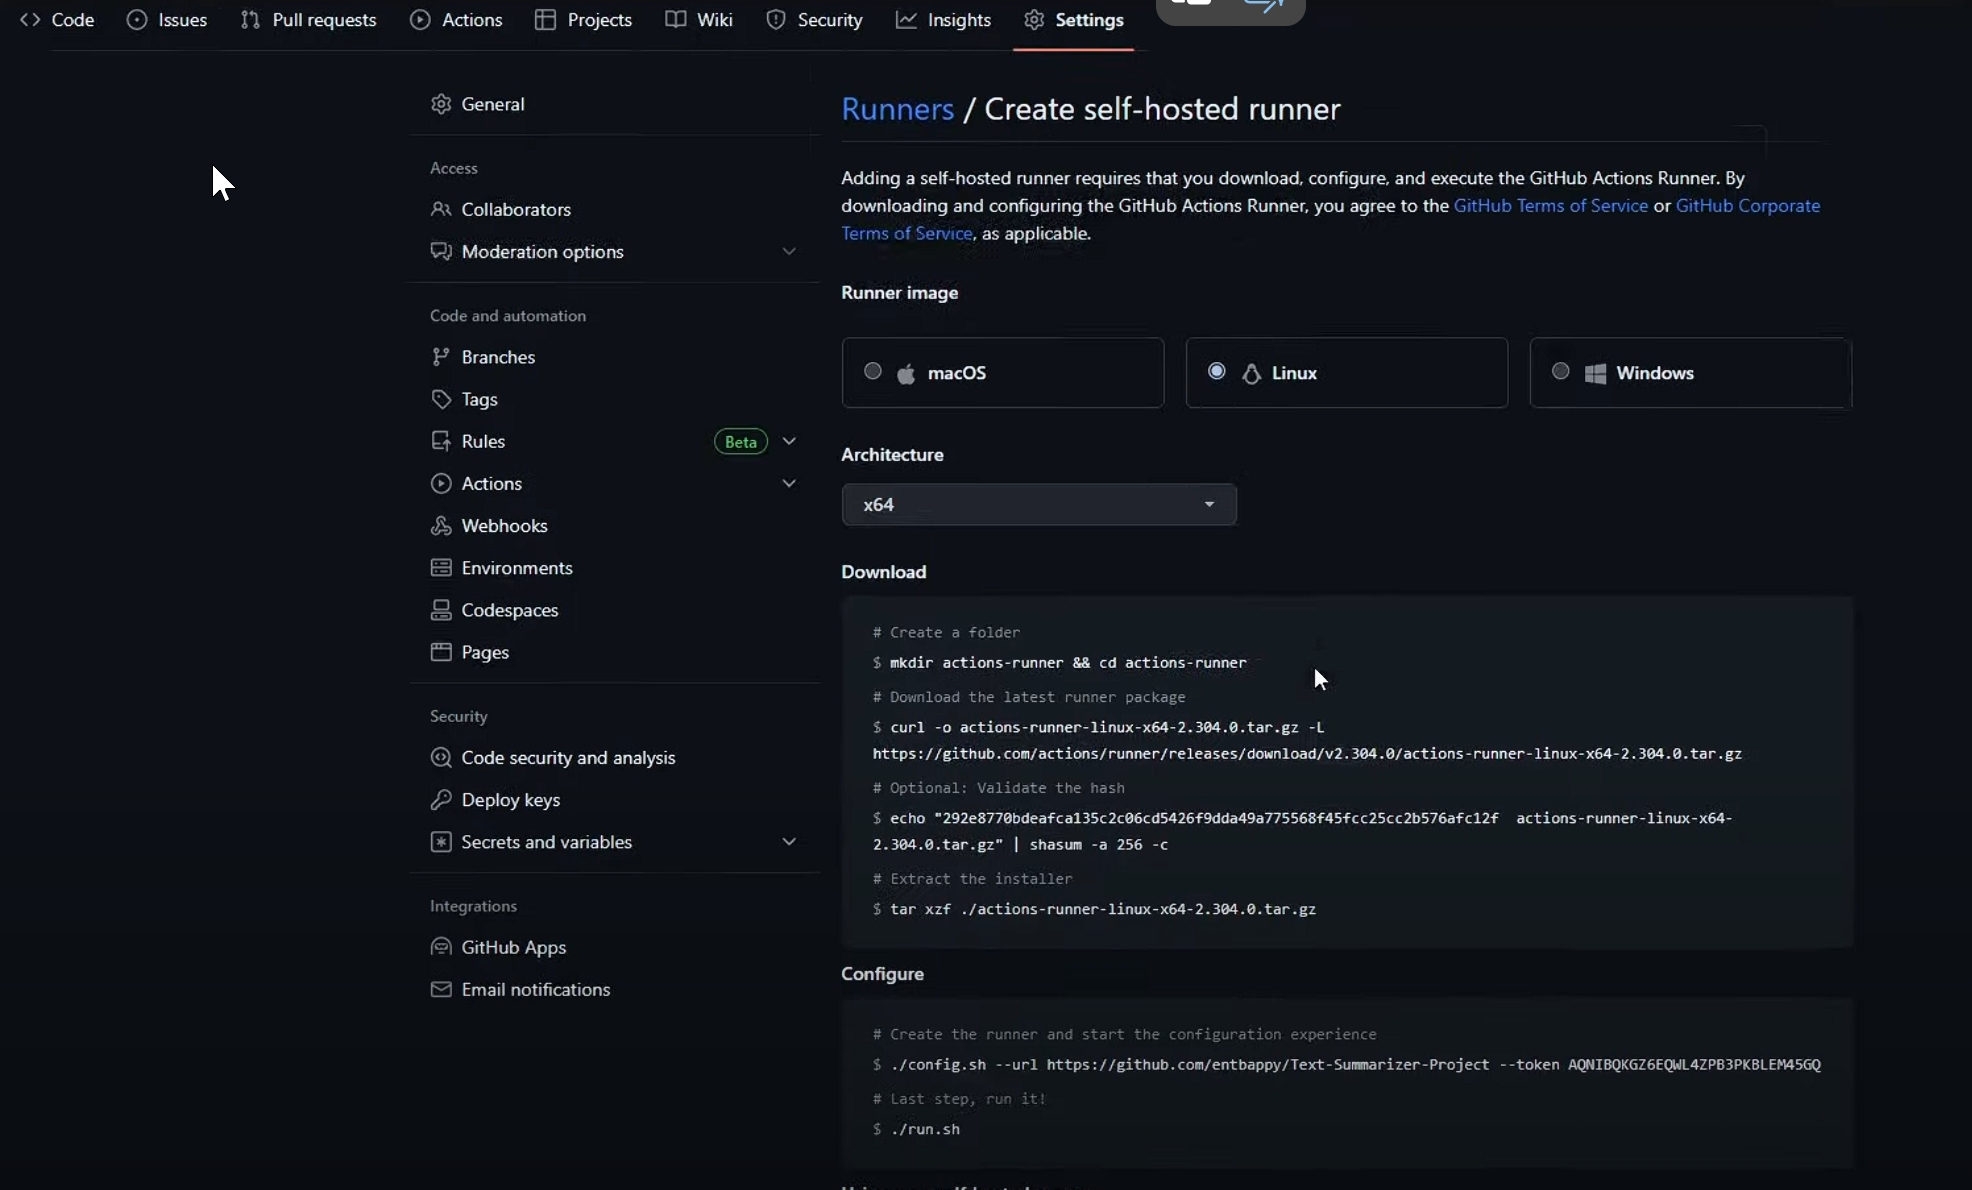 Code Issues Pull requests Actions Projects Wiki Security Insights Settings
General
Access
Collaborators
Moderation options
Code and automation
Branches
Tags
Rules Beta
Actions
Webhooks
Environments
Codespaces
Pages
Security
Code security and analysis
Deploy keys
Secrets and variables
Integrations
GitHub Apps
Email notifications
Runners / Create self-hosted runner
Adding a self-hosted runner requires that you download, configure, and execute the GitHub Actions Runner. By
downloading and configuring the GitHub Actions Runner, you agree to the GitHub Terms of Service or GitHub Corporate
Terms of Service, as applicable.
Runner image
macOS Linux Windows
Architecture
x64
Download
# Create a folder
$ mkdir actions-runner && cd actions-runner
# Download the latest runner package
$ curl -o actions-runner-linux-x64-2.304.0.tar.gz -L
https://github.com/actions/runner/releases/download/v2.304.0/actions-runner-linux-x64-2.304.0.tar.gz
# Optional: Validate the hash
$ echo "292e8770bdeafca135c2c06cd5426f9dda49a775568f45fcc25cc2b576afc12f  actions-runner-linux-x64-
2.304.0.tar.gz" | shasum -a 256 -c
# Extract the installer
$ tar xzf ./actions-runner-linux-x64-2.304.0.tar.gz
Configure
# Create the runner and start the configuration experience
$ ./config.sh --url https://github.com/entbappy/Text-Summarizer-Project --token AQNIBQKGZ6EQWL4ZPB3PKBLEM45GQ
# Last step, run it!
$ ./run.sh